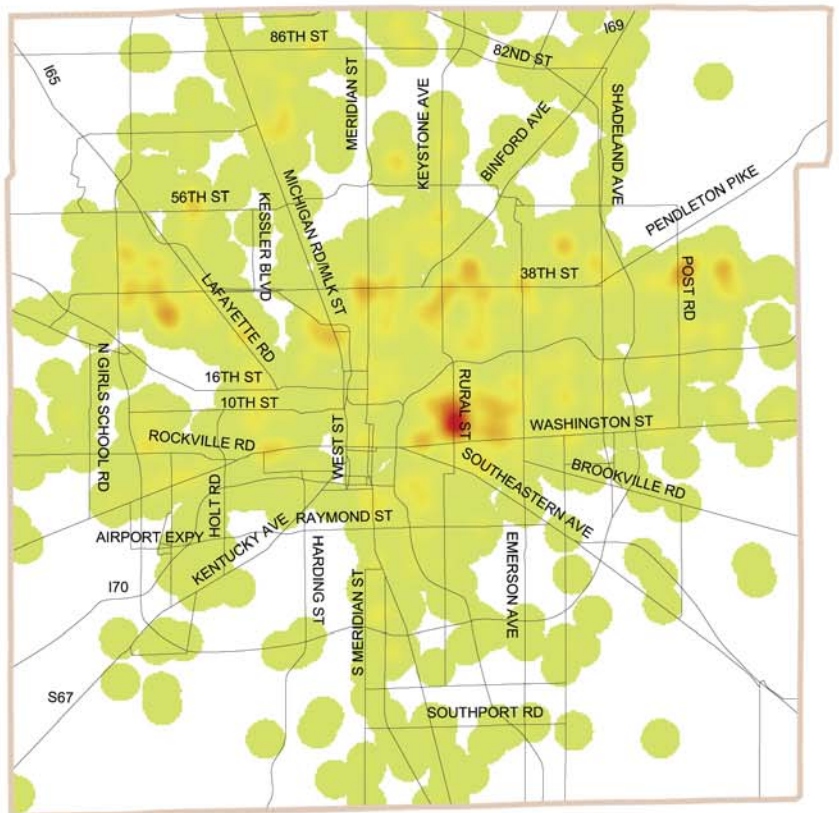 86TH ST
I69
82ND ST
I65
MERIDIAN ST
KEYSTONE AVE
BINFORD AVE
SHADELAND AVE
MICHIGAN RD/MLK ST
56TH ST
KESSLER BLVD
PENDLETON PIKE
38TH ST
POST RD
LAFAYETTE RD
N GIRLS SCHOOL RD
16TH ST
10TH ST
RURAL ST
WASHINGTON ST
ROCKVILLE RD
WEST ST
SOUTHEASTERN AVE
BROOKVILLE RD
HOLT RD
RAYMOND ST
AIRPORT EXPY
KENTUCKY AVE
HARDING ST
EMERSON AVE
I70
S MERIDIAN ST
S67
SOUTHPORT RD